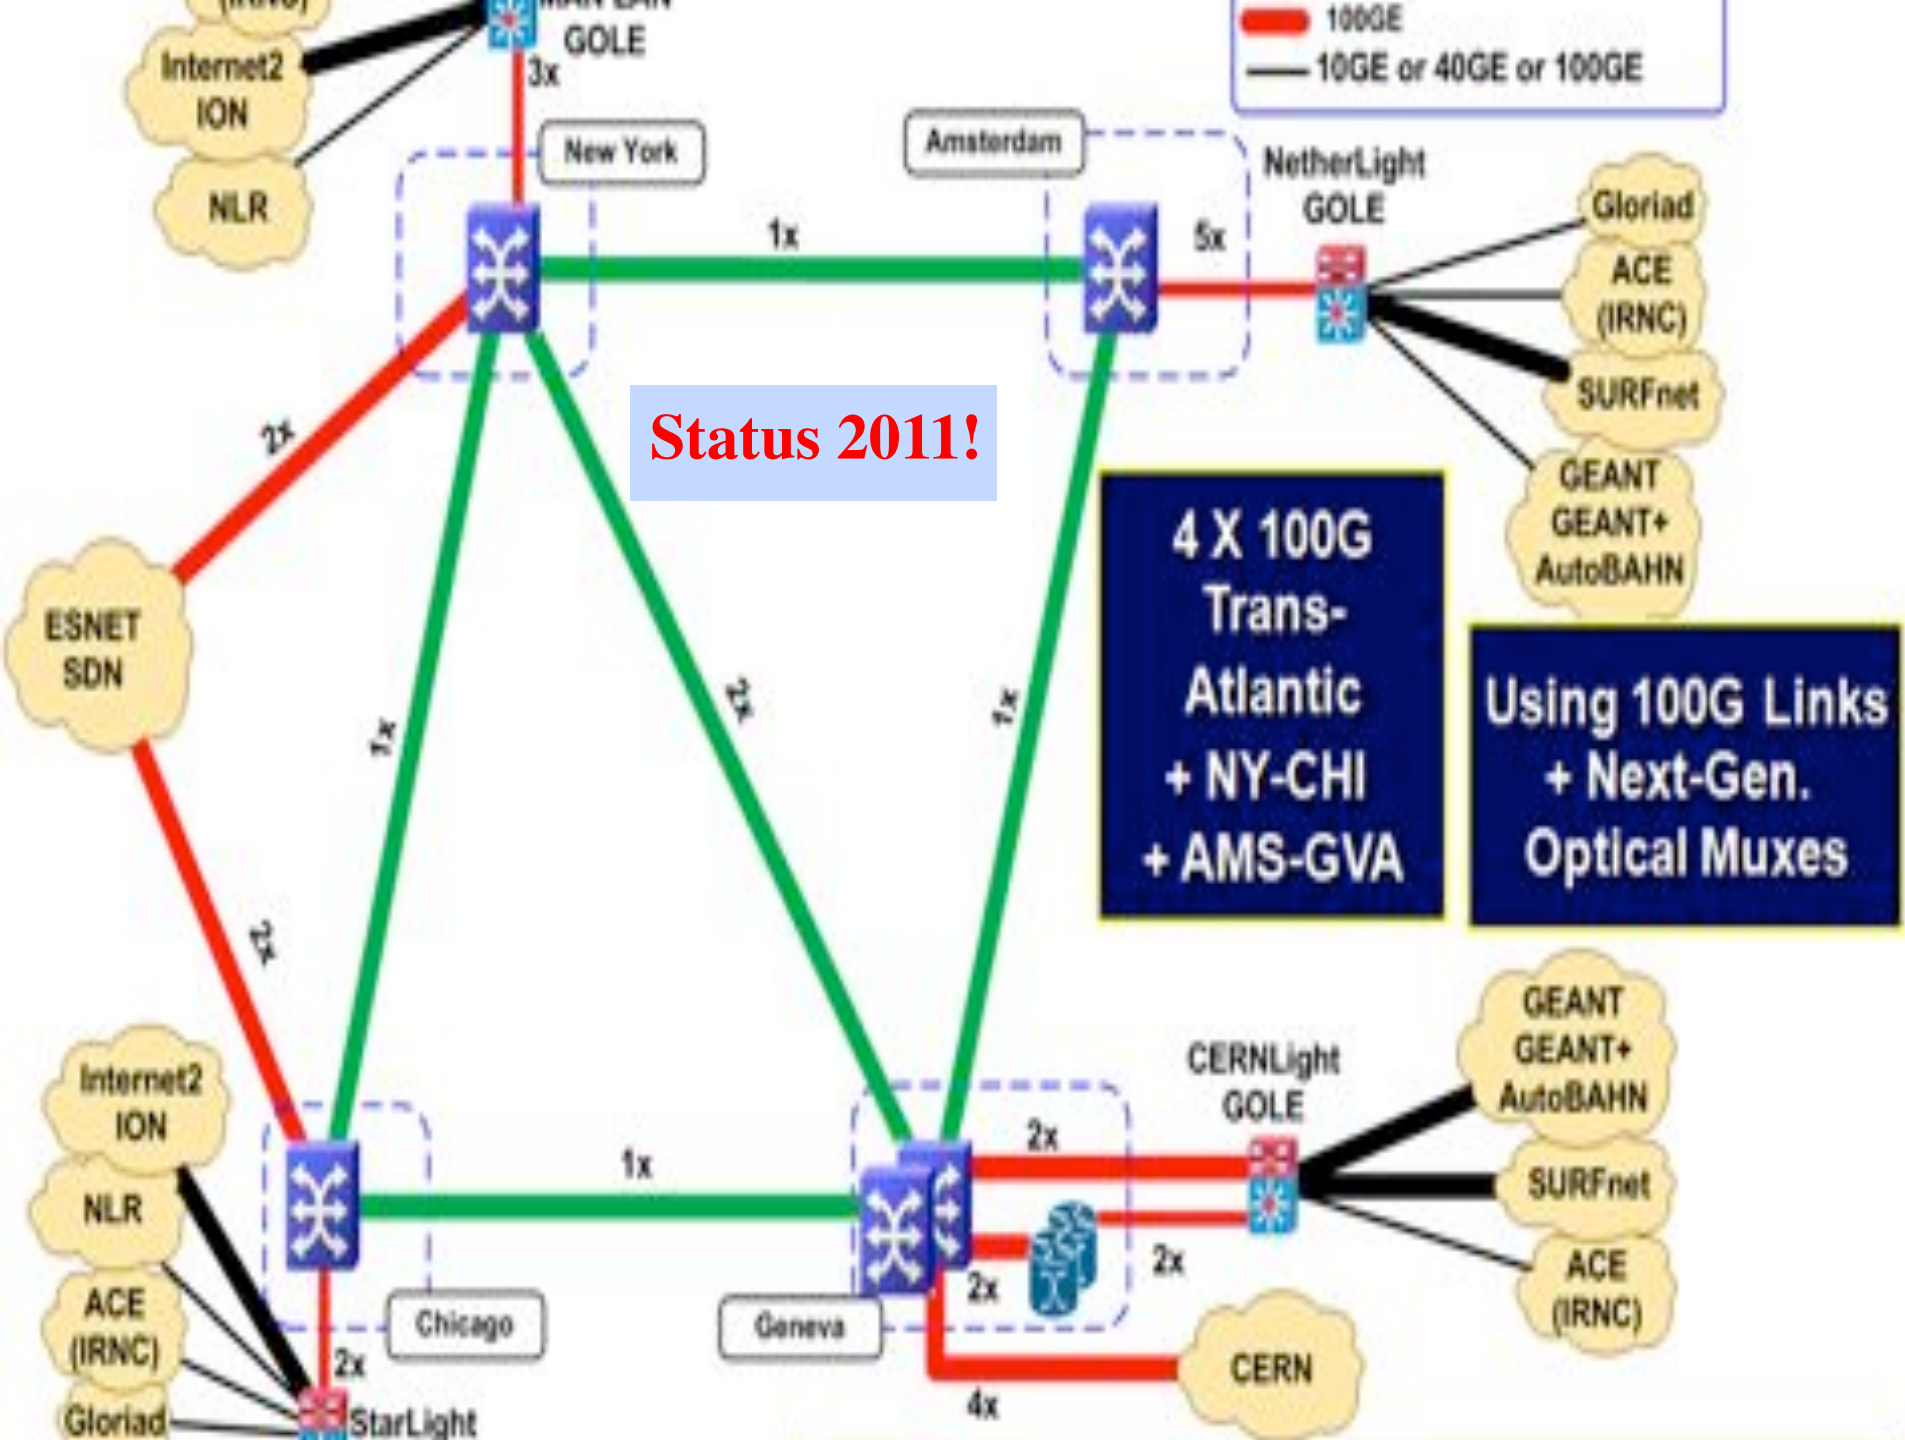 (IRNC)
MAN LAN
GOLE
Internet2
ION
NLR
3x
100GE
10GE or 40GE or 100GE
New York
Amsterdam
NetherLight
GOLE
1x
5x
Gloriad
ACE
(IRNC)
SURFnet
GEANT
GEANT+
AutoBAHN
2x
Status 2011!
ESNET
SDN
1x
2x
1x
4 X 100G
Trans-
Atlantic
+ NY-CHI
+ AMS-GVA
Using 100G Links
+ Next-Gen.
Optical Muxes
2x
Internet2
ION
NLR
ACE
(IRNC)
Gloriad
1x
2x
CERNLight
GOLE
GEANT
GEANT+
AutoBAHN
SURFnet
ACE
(IRNC)
2x
2x
Chicago
Geneva
2x
StarLight
4x
CERN